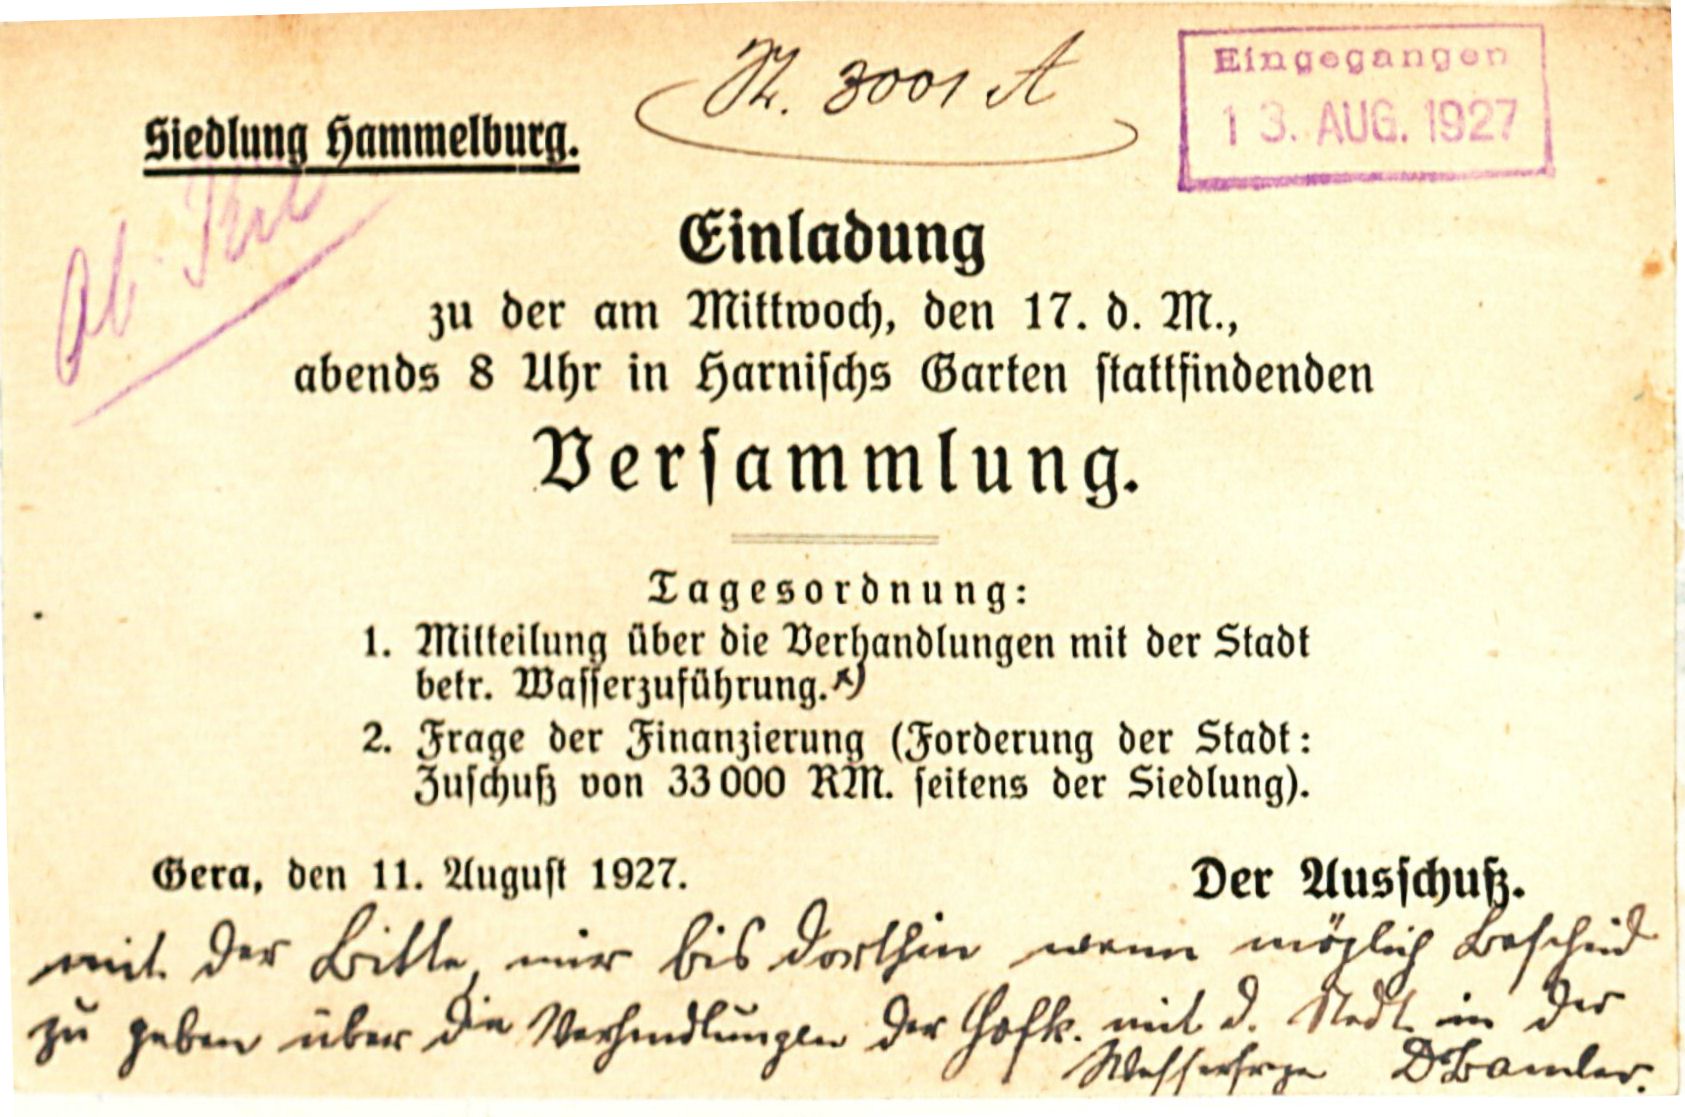 N. 3001 A
Eingegangen
13. AUG. 1927
Siedlung Hammelburg.
Einladung
zu der am Mittwoch, den 17. d. M.,
abends 8 Uhr in Harnischs Garten stattfindenden
Versammlung.
Tagesordnung:
1. Mitteilung über die Verhandlungen mit der Stadt
betr. Wasserzuführung.*)
2. Frage der Finanzierung (Forderung der Stadt:
Zuschuß von 33000 RM. seitens der Siedlung).
Gera, den 11. August 1927.
Der Ausschuß.
mit der Bitte, mir bis dorthin wenn möglich Bescheid
zu geben über die Verhandlungen der Hofk. mit d. Stadt in der
Wasserfrage DBamler.